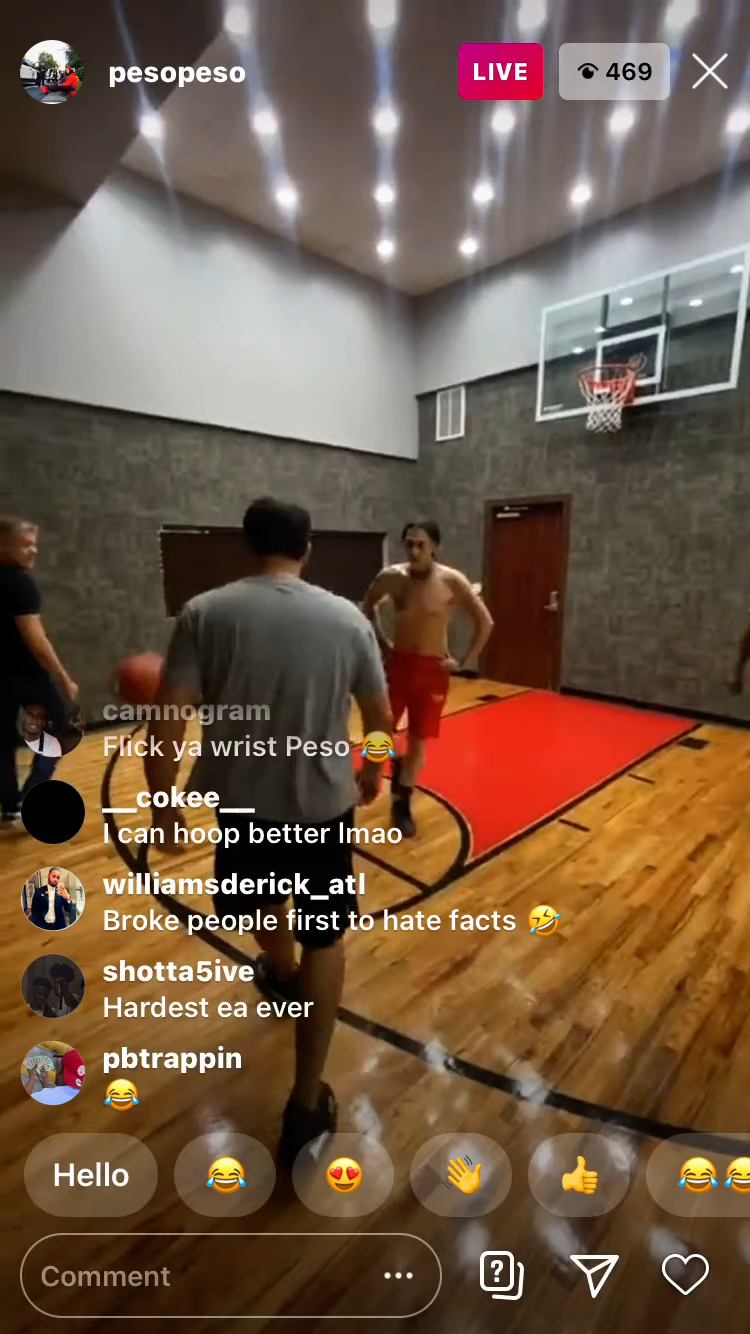 pesopeso
LIVE
469
camnogram
Flick ya wrist Peso 😂
__cokee__
I can hoop better lmao
williamsderick_atl
Broke people first to hate facts 🤣
shotta5ive
Hardest ea ever
pbtrappin
😂
Hello 😂 😍 👋 👍 😂😂
Comment